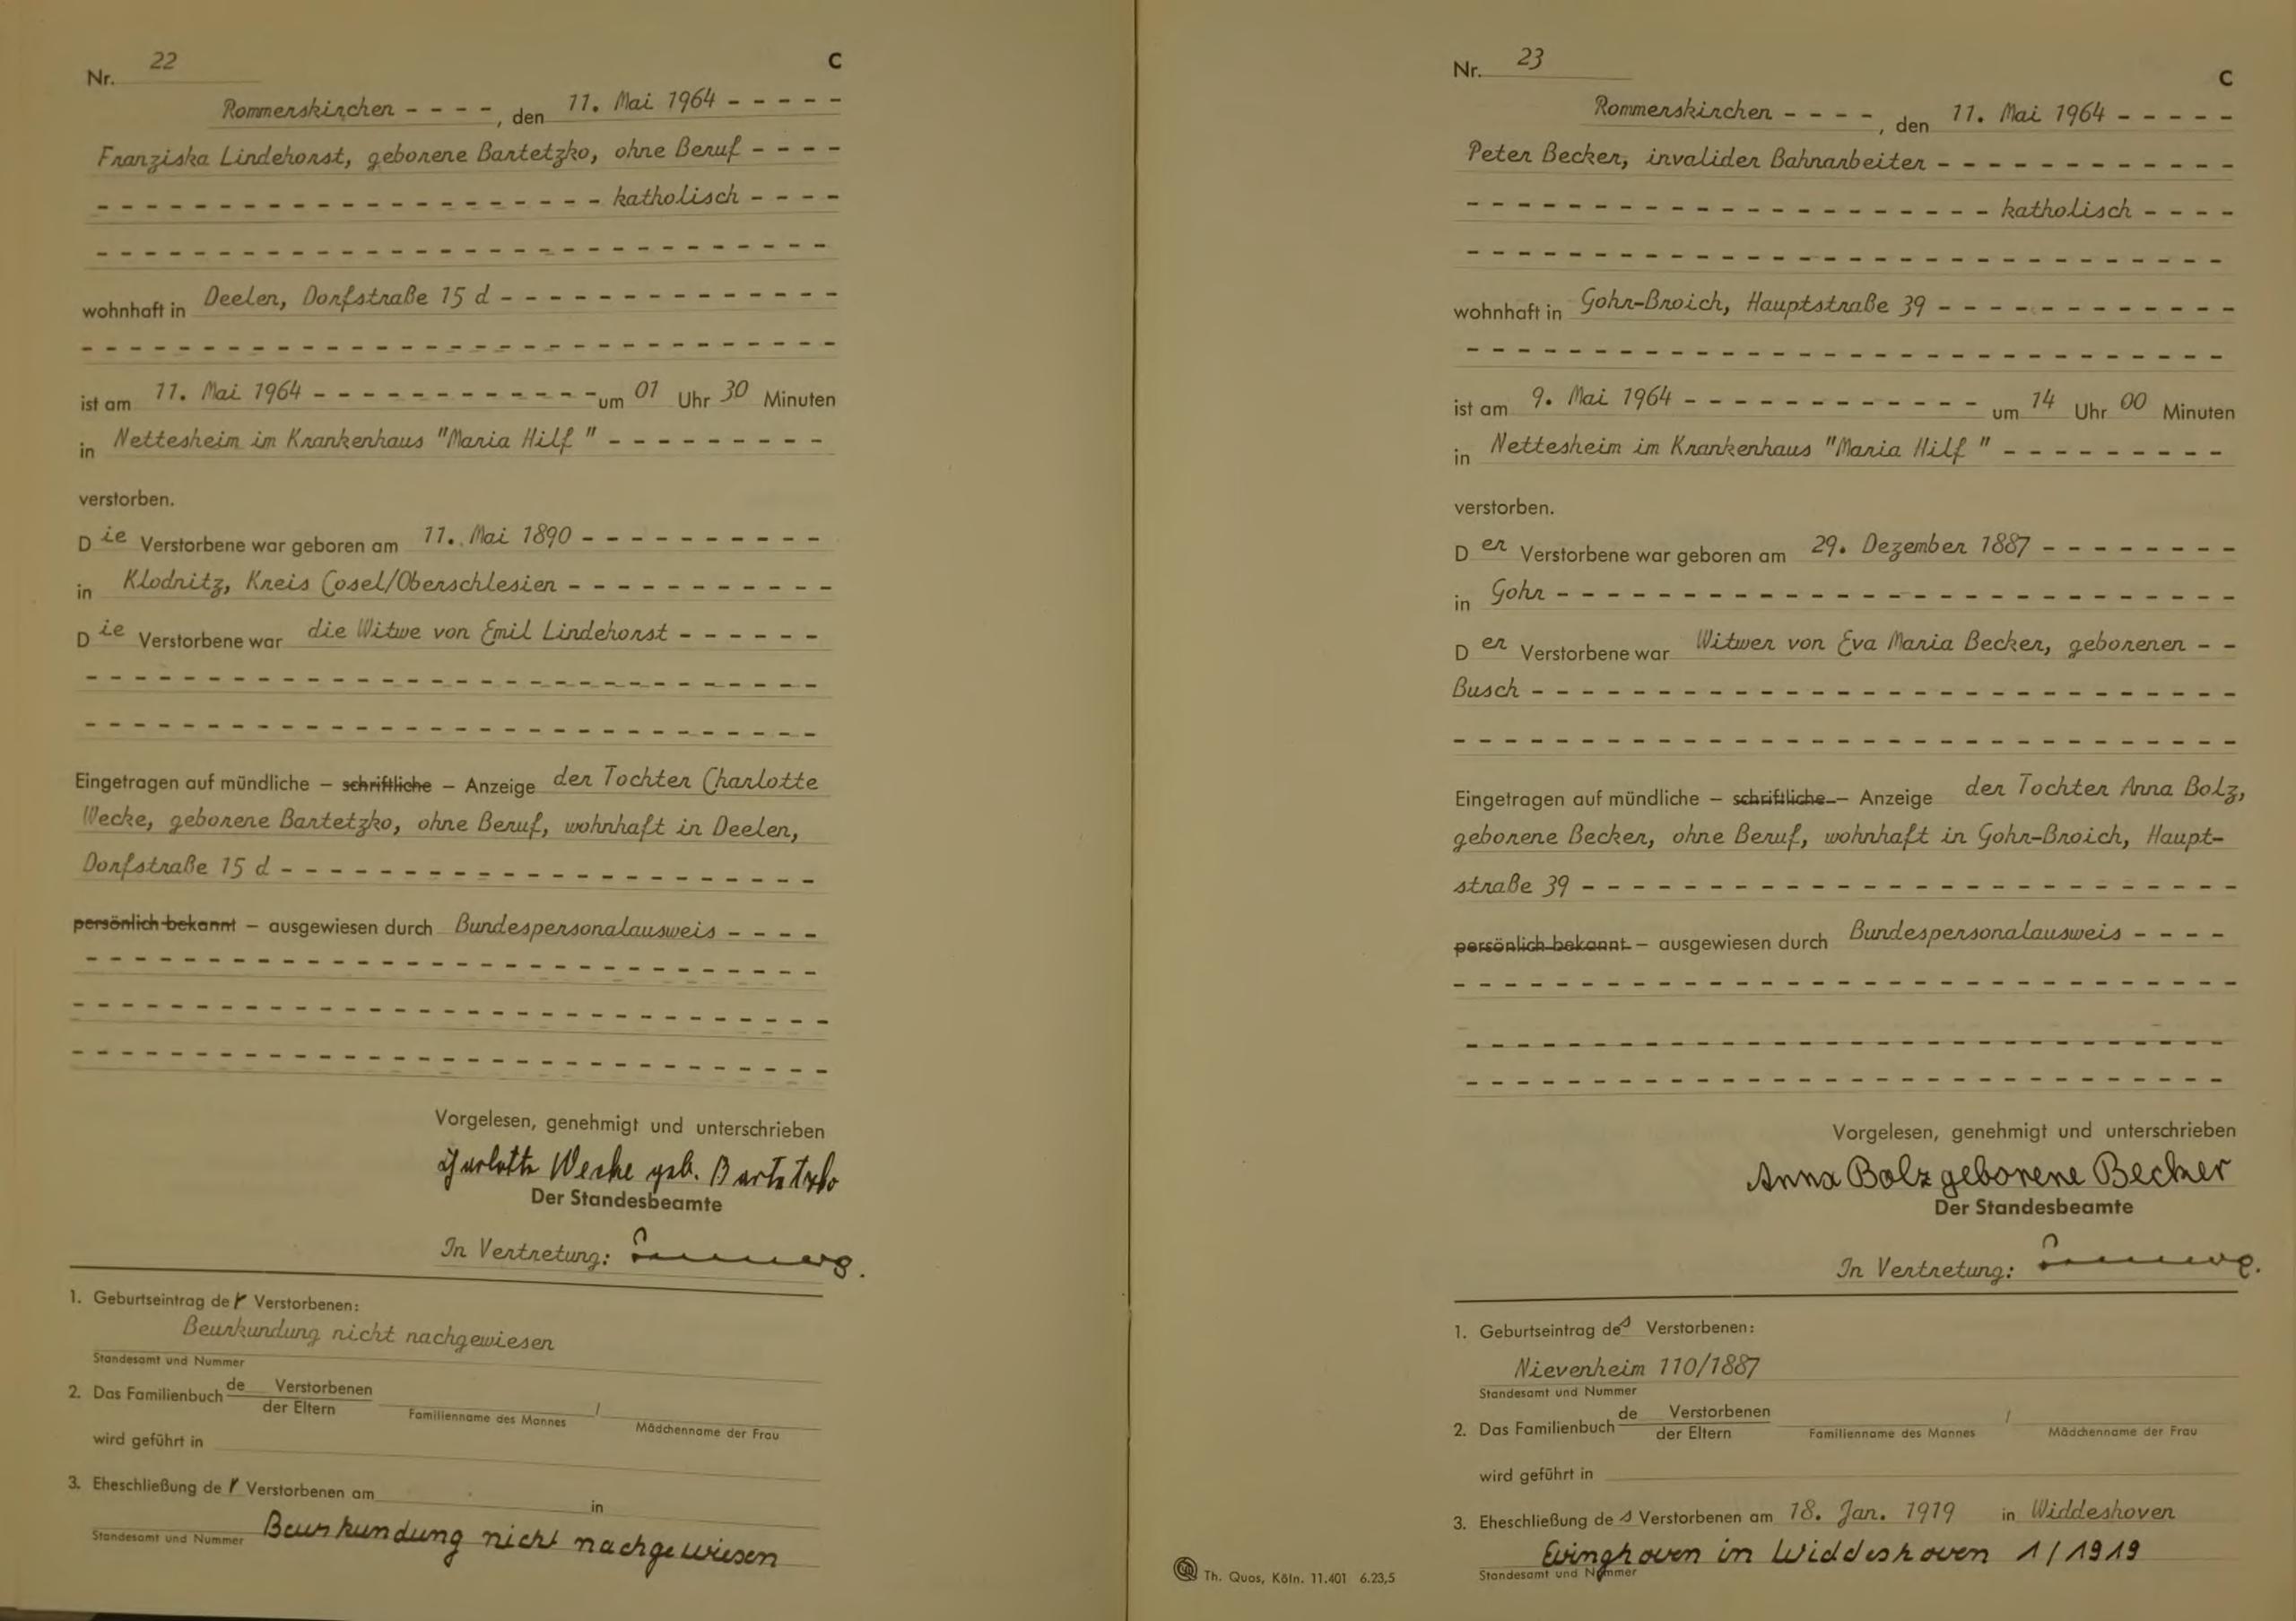 Nr. 22 C
Rommerskirchen - - - - , den 11. Mai 1964 - - - - -
Franziska Lindehorst, geborene Bartetzko, ohne Beruf - - - -
- - - - - - - - - - - - - - - - - - - - - katholisch - - - -
wohnhaft in Deelen, Dorfstraße 15 d - - - - - - - - - - - - - -
ist am 11. Mai 1964 - - - - - - - - - - - - um 01 Uhr 30 Minuten
in Nettesheim im Krankenhaus "Maria Hilf " - - - - - - - - -
verstorben.
Die Verstorbene war geboren am 11. Mai 1890 - - - - - - - - - -
in Klodnitz, Kreis Cosel/Oberschlesien - - - - - - - - - - -
Die Verstorbene war die Witwe von Emil Lindehorst - - - - - -
Eingetragen auf mündliche – schriftliche – Anzeige der Tochter Charlotte
Wecke, geborene Bartetzko, ohne Beruf, wohnhaft in Deelen,
Dorfstraße 15 d - - - - - - - - - - - - - - - - - - - - - -
persönlich bekannt – ausgewiesen durch Bundespersonalausweis - - - -
Vorgelesen, genehmigt und unterschrieben
Charlotte Wecke geb. Bartetzko
Der Standesbeamte
In Vertretung:
1. Geburtseintrag der Verstorbenen:
Beurkundung nicht nachgewiesen
Standesamt und Nummer
2. Das Familienbuch de Verstorbenen
der Eltern
Familienname des Mannes / Mädchenname der Frau
wird geführt in
3. Eheschließung der Verstorbenen am in
Standesamt und Nummer Beurkundung nicht nachgewiesen
Nr. 23 C
Rommerskirchen - - - - , den 11. Mai 1964 - - - - -
Peter Becker, invalider Bahnarbeiter - - - - - - - - - - - -
- - - - - - - - - - - - - - - - - - - - - katholisch - - - -
wohnhaft in Gohr-Broich, Hauptstraße 39 - - - - - - - - - - - -
ist am 9. Mai 1964 - - - - - - - - - - - - um 14 Uhr 00 Minuten
in Nettesheim im Krankenhaus "Maria Hilf " - - - - - - - - -
verstorben.
Der Verstorbene war geboren am 29. Dezember 1887 - - - - - - - -
in Gohr - - - - - - - - - - - - - - - - - - - - - - - - - - -
Der Verstorbene war Witwer von Eva Maria Becker, geborenen - -
Busch - - - - - - - - - - - - - - - - - - - - - - - - - - - -
Eingetragen auf mündliche – schriftliche – Anzeige der Tochter Anna Bolz,
geborene Becker, ohne Beruf, wohnhaft in Gohr-Broich, Haupt-
straße 39 - - - - - - - - - - - - - - - - - - - - - - - - - -
persönlich bekannt – ausgewiesen durch Bundespersonalausweis - - - -
Vorgelesen, genehmigt und unterschrieben
Anna Bolz geborene Becker
Der Standesbeamte
In Vertretung:
1. Geburtseintrag des Verstorbenen:
Nievenheim 110/1887
Standesamt und Nummer
2. Das Familienbuch de Verstorbenen
der Eltern
Familienname des Mannes / Mädchenname der Frau
wird geführt in
3. Eheschließung des Verstorbenen am 18. Jan. 1919 in Widdeshoven
Evinghoven in Widdeshoven 1/1919
Standesamt und Nummer
Th. Quos, Köln. 11.401 6.23,5